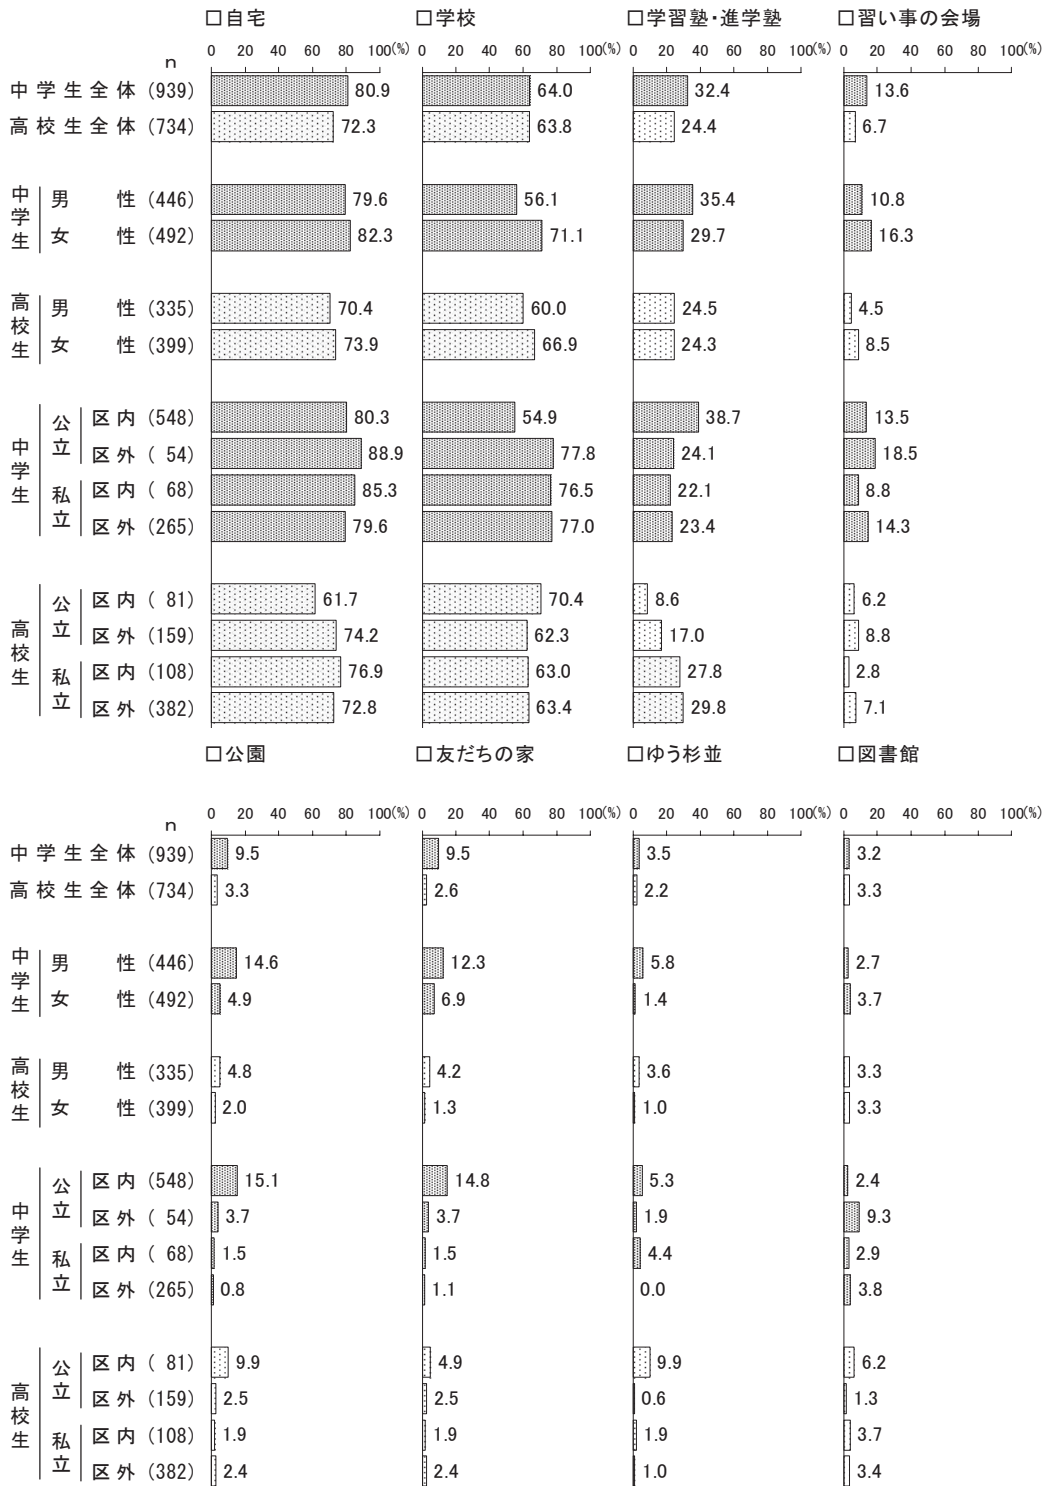 □自宅 □学校 □学習塾・進学塾 □習い事の会場
n 0 20 40 60 80 100(%) 0 20 40 60 80 100(%) 0 20 40 60 80 100(%) 0 20 40 60 80 100(%)
中学生全体 (939) 80.9 64.0 32.4 13.6
高校生全体 (734) 72.3 63.8 24.4 6.7
中学生 男性 (446) 79.6 56.1 35.4 10.8
女性 (492) 82.3 71.1 29.7 16.3
高校生 男性 (335) 70.4 60.0 24.5 4.5
女性 (399) 73.9 66.9 24.3 8.5
中学生 公立 区内 (548) 80.3 54.9 38.7 13.5
区外 ( 54) 88.9 77.8 24.1 18.5
私立 区内 ( 68) 85.3 76.5 22.1 8.8
区外 (265) 79.6 77.0 23.4 14.3
高校生 公立 区内 ( 81) 61.7 70.4 8.6 6.2
区外 (159) 74.2 62.3 17.0 8.8
私立 区内 (108) 76.9 63.0 27.8 2.8
区外 (382) 72.8 63.4 29.8 7.1
□公園 □友だちの家 □ゆう杉並 □図書館
n 0 20 40 60 80 100(%) 0 20 40 60 80 100(%) 0 20 40 60 80 100(%) 0 20 40 60 80 100(%)
中学生全体 (939) 9.5 9.5 3.5 3.2
高校生全体 (734) 3.3 2.6 2.2 3.3
中学生 男性 (446) 14.6 12.3 5.8 2.7
女性 (492) 4.9 6.9 1.4 3.7
高校生 男性 (335) 4.8 4.2 3.6 3.3
女性 (399) 2.0 1.3 1.0 3.3
中学生 公立 区内 (548) 15.1 14.8 5.3 2.4
区外 ( 54) 3.7 3.7 1.9 9.3
私立 区内 ( 68) 1.5 1.5 4.4 2.9
区外 (265) 0.8 1.1 0.0 3.8
高校生 公立 区内 ( 81) 9.9 4.9 9.9 6.2
区外 (159) 2.5 2.5 0.6 1.3
私立 区内 (108) 1.9 1.9 1.9 3.7
区外 (382) 2.4 2.4 1.0 3.4